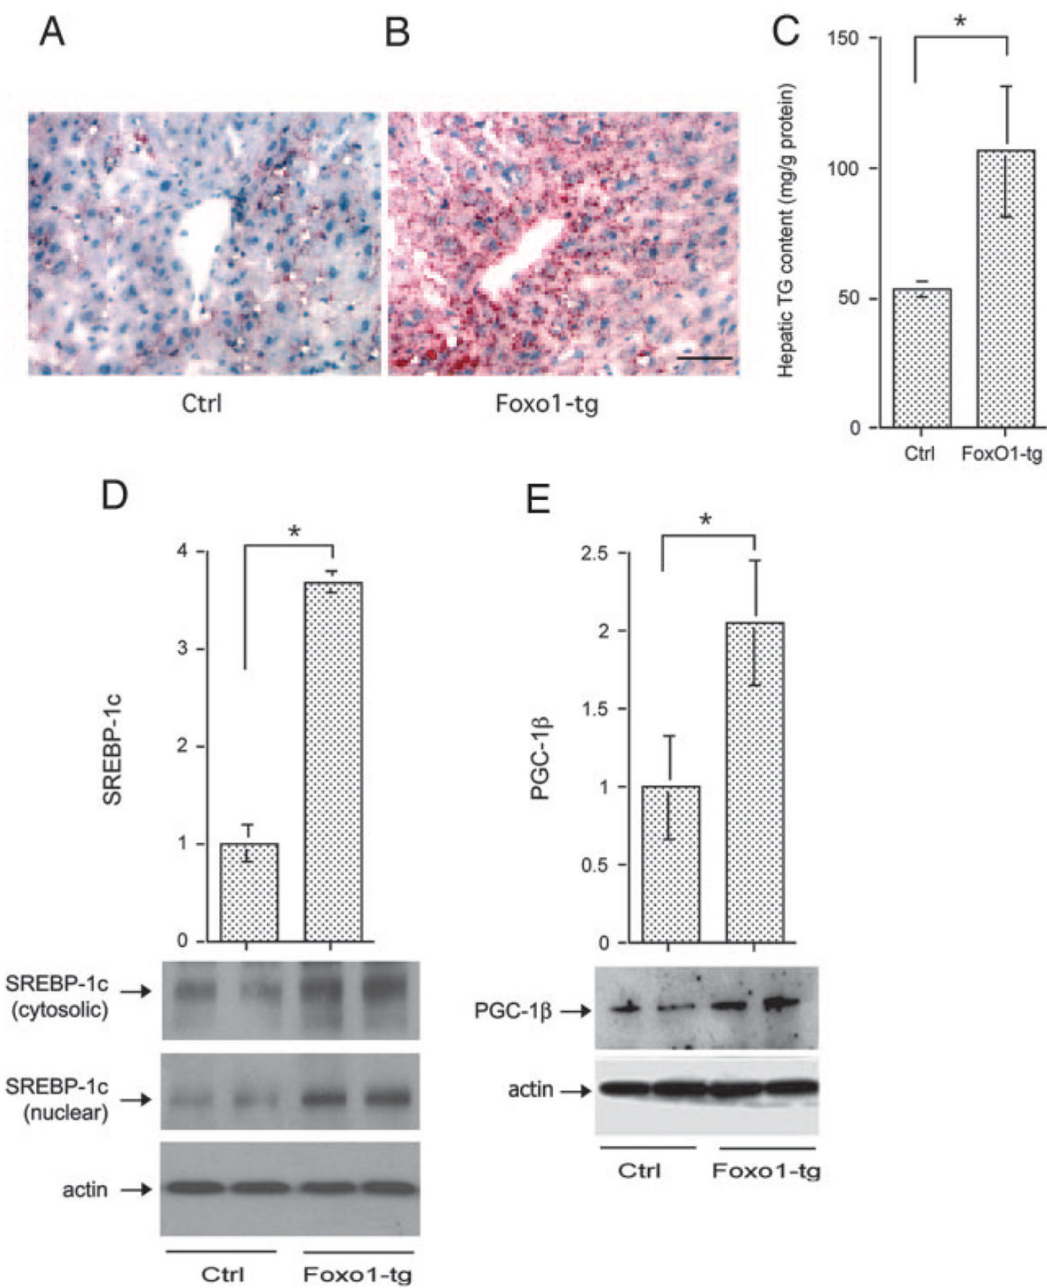 A
B
Ctrl
Foxo1-tg
C
*
Hepatic TG content (mg/g protein)
150
100
50
0
Ctrl
FoxO1-tg
D
*
SREBP-1c
4
3
2
1
0
SREBP-1c
(cytosolic)
SREBP-1c
(nuclear)
actin
Ctrl
Foxo1-tg
E
*
PGC-1β
2.5
2
1.5
1
0.5
0
PGC-1β
actin
Ctrl
Foxo1-tg